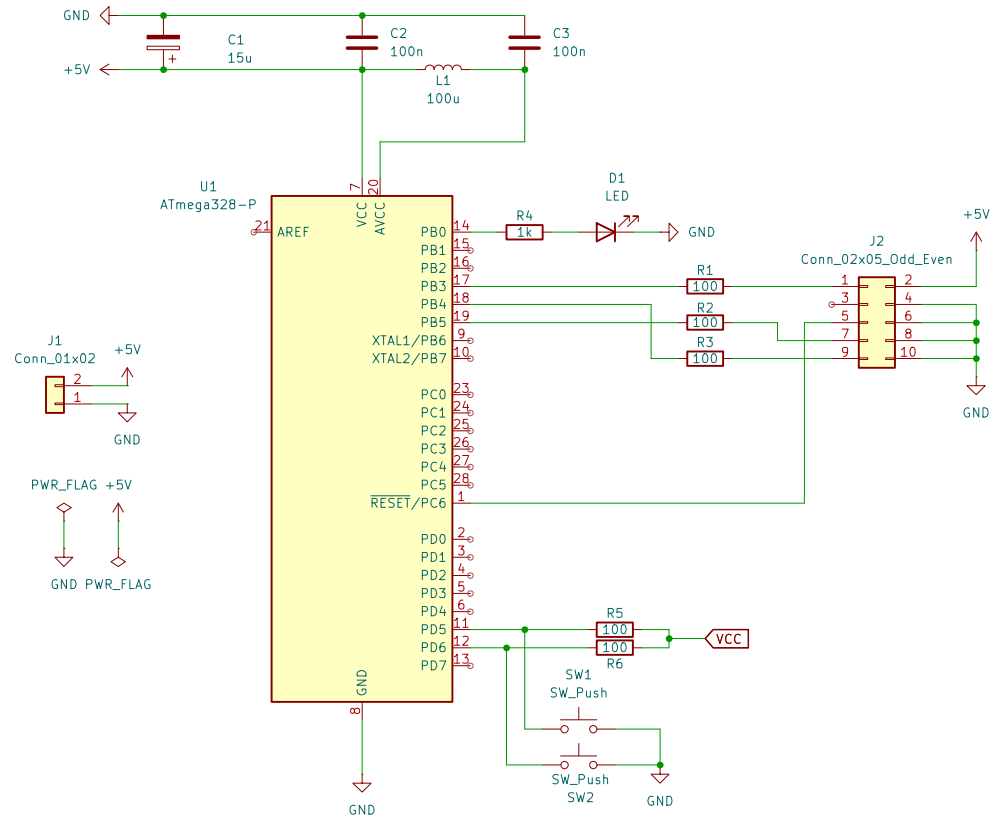 GND
C1
15u
+
C2
100n
C3
100n
+5V
L1
100u
U1
ATmega328-P
7
20
VCC
AVCC
21
AREF
PB0
14
PB1
15
PB2
16
PB3
17
PB4
18
PB5
19
XTAL1/PB6
9
XTAL2/PB7
10
PC0
23
PC1
24
PC2
25
PC3
26
PC4
27
PC5
28
RESET/PC6
1
PD0
2
PD1
3
PD2
4
PD3
5
PD4
6
PD5
11
PD6
12
PD7
13
GND
8
GND
R4
1k
D1
LED
GND
R1
100
R2
100
R3
100
+5V
J2
Conn_02x05_Odd_Even
1
2
3
4
5
6
7
8
9
10
GND
J1
Conn_01x02
+5V
2
1
GND
PWR_FLAG
+5V
GND
PWR_FLAG
R5
100
100
R6
VCC
SW1
SW_Push
SW_Push
SW2
GND